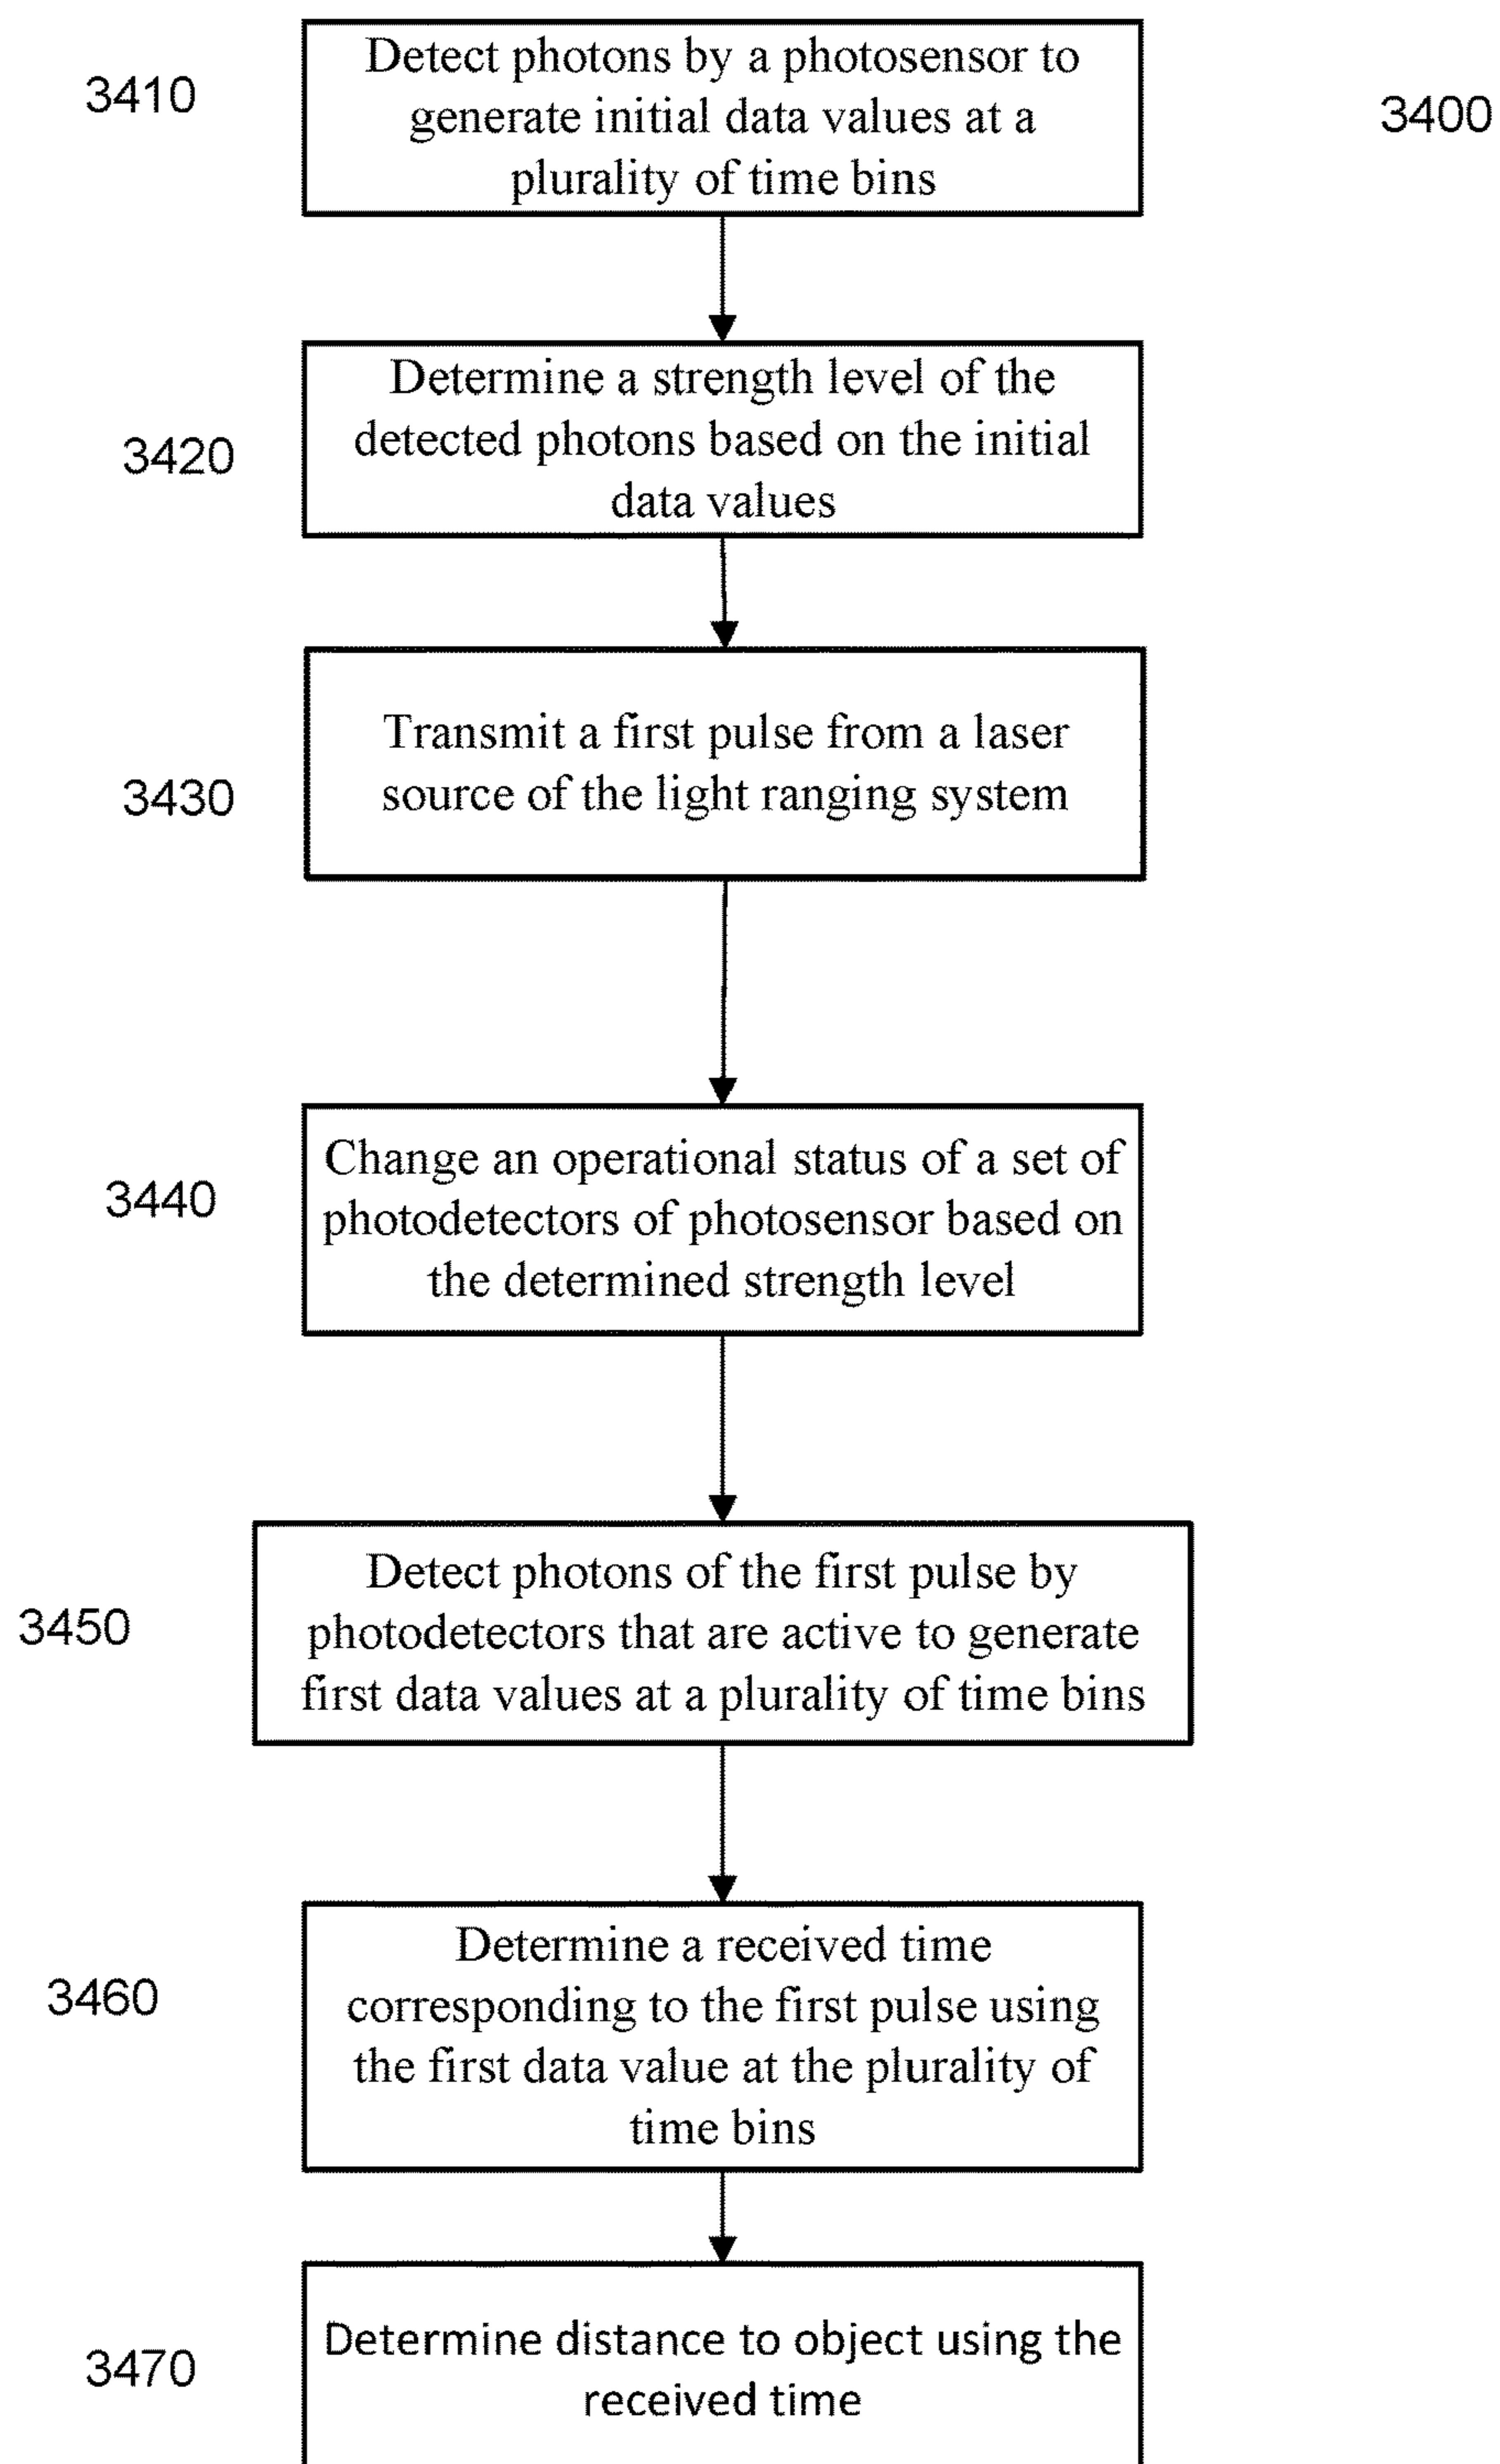 3410
Detect photons by a photosensor to
generate initial data values at a
plurality of time bins
3400
3420
Determine a strength level of the
detected photons based on the initial
data values
3430
Transmit a first pulse from a laser
source of the light ranging system
3440
Change an operational status of a set of
photodetectors of photosensor based on
the determined strength level
3450
Detect photons of the first pulse by
photodetectors that are active to generate
first data values at a plurality of time bins
3460
Determine a received time
corresponding to the first pulse using
the first data value at the plurality of
time bins
3470
Determine distance to object using the
received time